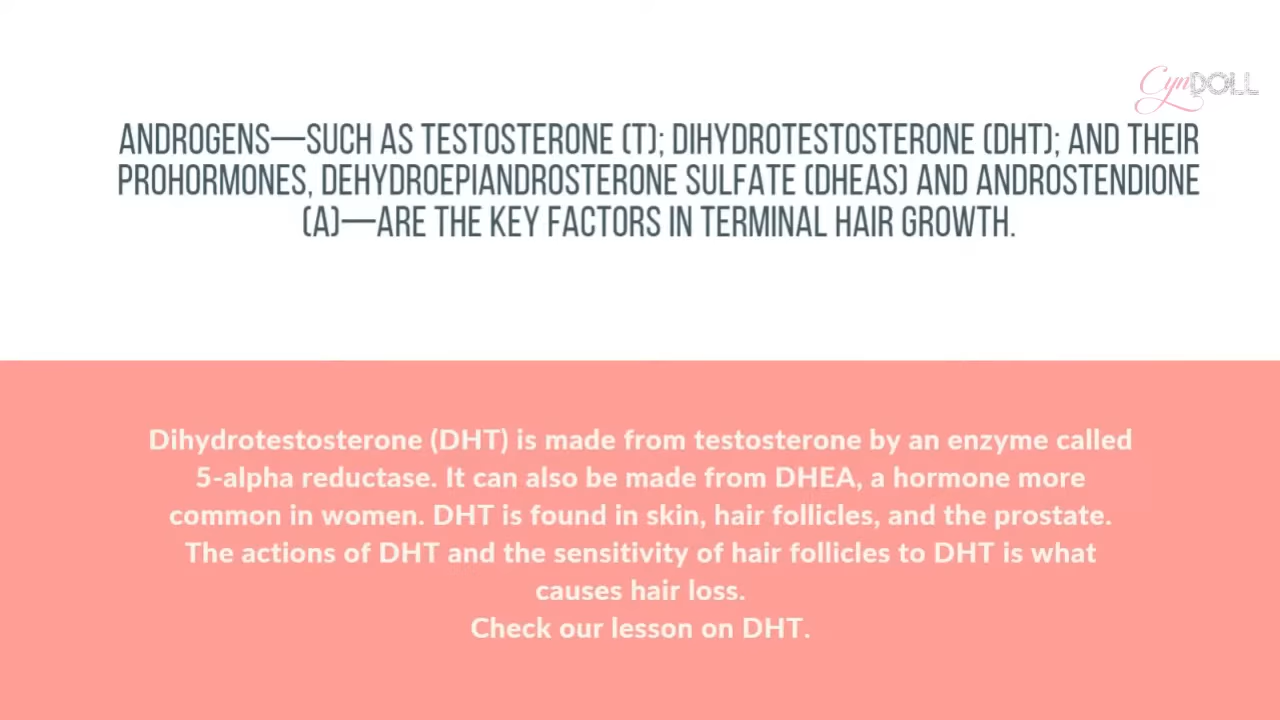 CynDOLL
ANDROGENS—SUCH AS TESTOSTERONE (T); DIHYDROTESTOSTERONE (DHT); AND THEIR
PROHORMONES, DEHYDROEPIANDROSTERONE SULFATE (DHEAS) AND ANDROSTENDIONE
(A)—ARE THE KEY FACTORS IN TERMINAL HAIR GROWTH.
Dihydrotestosterone (DHT) is made from testosterone by an enzyme called
5-alpha reductase. It can also be made from DHEA, a hormone more
common in women. DHT is found in skin, hair follicles, and the prostate.
The actions of DHT and the sensitivity of hair follicles to DHT is what
causes hair loss.
Check our lesson on DHT.